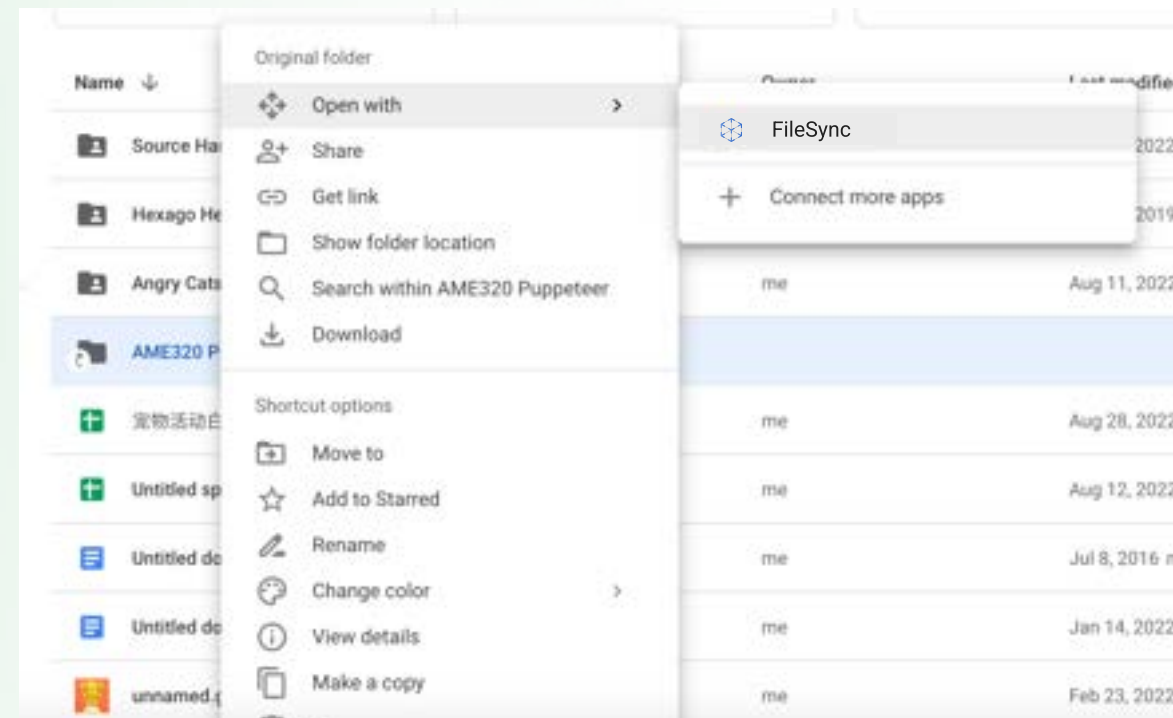 Original folder
Name
Owner
Last modifie
Open with
FileSync
Source Ha
Share
2022
Get link
Connect more apps
Hexago He
2019
Show folder location
Angry Cats
Search within AME320 Puppeteer
me
Aug 11, 2022
Download
AME320 P
Shortcut options
宠物活动自
me
Aug 28, 2022
Move to
Untitled sp
Add to Starred
me
Aug 12, 2022
Rename
Untitled do
me
Jul 8, 2016
Change color
Untitled do
View details
me
Jan 14, 2022
Make a copy
unnamed.
me
Feb 23, 2022